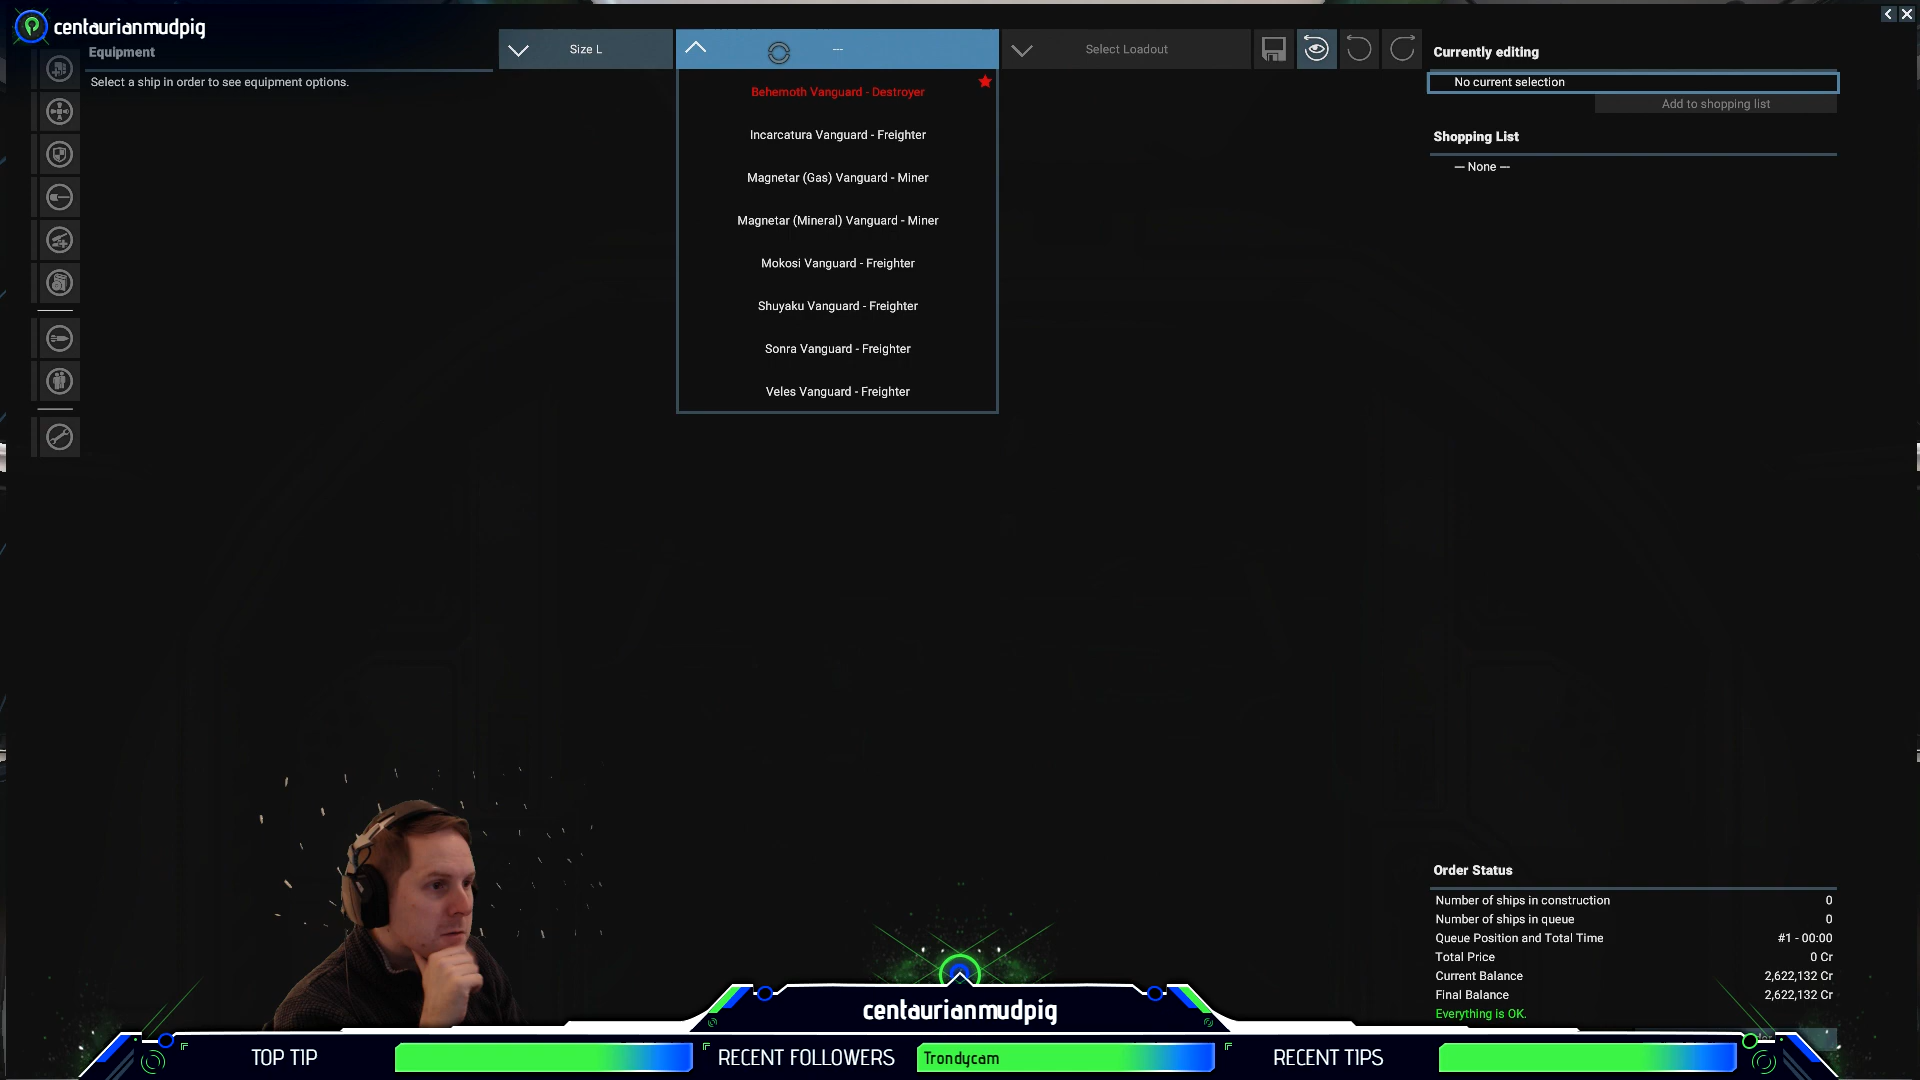 centaurianmudpig
Equipment
Select a ship in order to see equipment options.
Size L
---
Select Loadout
Behemoth Vanguard - Destroyer
Incarcatura Vanguard - Freighter
Magnetar (Gas) Vanguard - Miner
Magnetar (Mineral) Vanguard - Miner
Mokosi Vanguard - Freighter
Shuyaku Vanguard - Freighter
Sonra Vanguard - Freighter
Veles Vanguard - Freighter
Currently editing
No current selection
Add to shopping list
Shopping List
--- None ---
Order Status
Number of ships in construction 0
Number of ships in queue 0
Queue Position and Total Time #1 - 00:00
Total Price 0 Cr
Current Balance 2,622,132 Cr
Final Balance 2,622,132 Cr
Everything is OK.
centaurianmudpig
TOP TIP
RECENT FOLLOWERS
Trondycam
RECENT TIPS